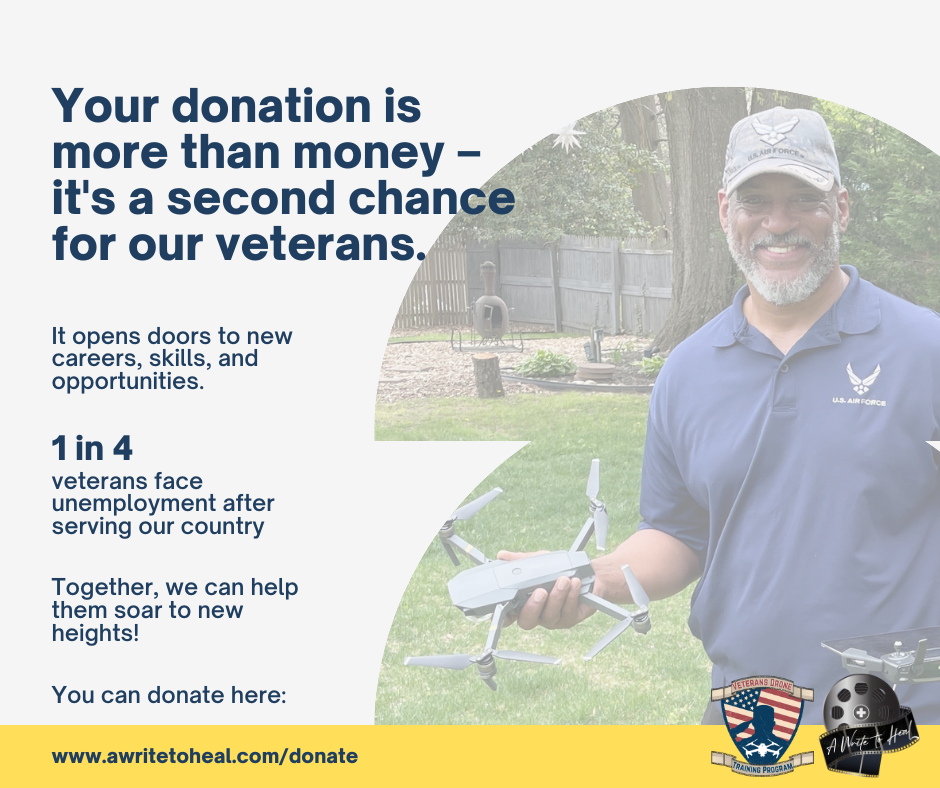 Your donation is
more than money –
it's a second chance
for our veterans.
It opens doors to new
careers, skills, and
opportunities.
1 in 4
veterans face
unemployment after
serving our country
Together, we can help
them soar to new
heights!
You can donate here:
www.awritetoheal.com/donate
U.S. AIR FORCE
U.S. AIR FORCE
VETERANS DRONE
TRAINING PROGRAM
A Write to Heal